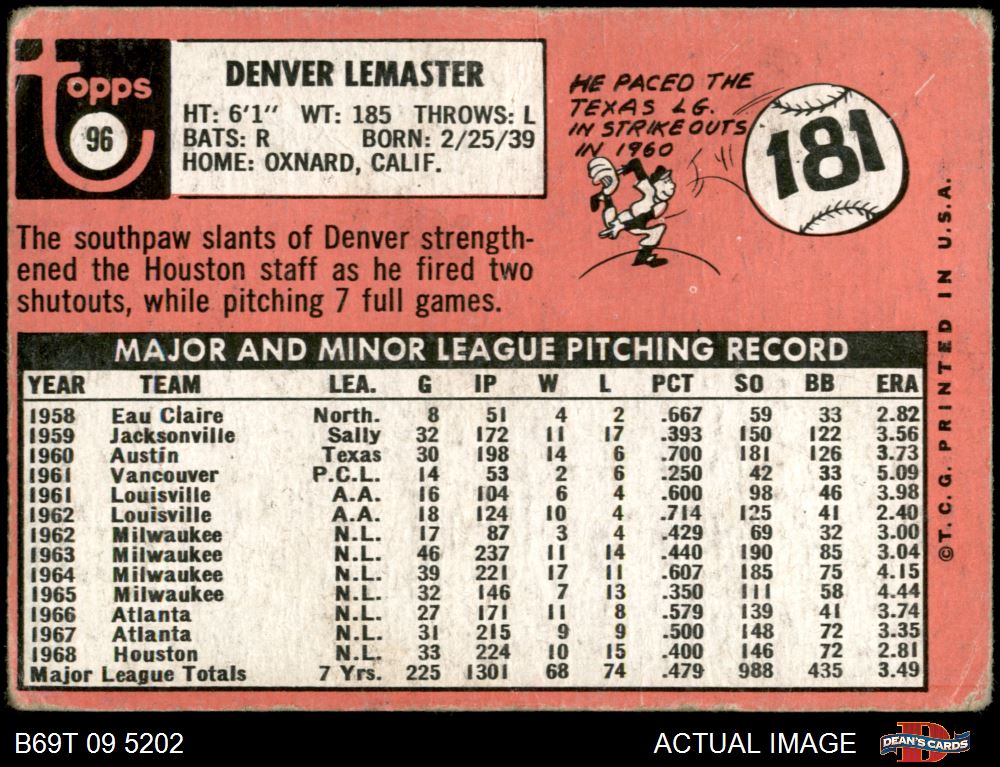 topps
96
DENVER LEMASTER
HT: 6'1" WT: 185 THROWS: L
BATS: R BORN: 2/25/39
HOME: OXNARD, CALIF.
HE PACED THE
TEXAS LG.
IN STRIKEOUTS
IN 1960
181
The southpaw slants of Denver strength-
ened the Houston staff as he fired two
shutouts, while pitching 7 full games.
MAJOR AND MINOR LEAGUE PITCHING RECORD
YEAR TEAM LEA. G IP W L PCT SO BB ERA
1958 Eau Claire North. 8 51 4 2 .667 59 33 2.82
1959 Jacksonville Sally 32 172 11 17 .393 150 122 3.56
1960 Austin Texas 30 198 14 6 .700 181 126 3.73
1961 Vancouver P.C.L. 14 53 2 6 .250 42 33 5.09
1961 Louisville A.A. 16 104 6 4 .600 98 46 3.98
1962 Louisville A.A. 18 124 10 4 .714 125 41 2.40
1962 Milwaukee N.L. 17 87 3 4 .429 69 32 3.00
1963 Milwaukee N.L. 46 237 11 14 .440 190 85 3.04
1964 Milwaukee N.L. 39 221 17 11 .607 185 75 4.15
1965 Milwaukee N.L. 32 146 7 13 .350 111 58 4.44
1966 Atlanta N.L. 27 171 11 8 .579 139 41 3.74
1967 Atlanta N.L. 31 215 9 9 .500 148 72 3.35
1968 Houston N.L. 33 224 10 15 .400 146 72 2.81
Major League Totals 7 Yrs. 225 1301 68 74 .479 988 435 3.49
©T.C.G. PRINTED IN U.S.A.
B69T 09 5202
ACTUAL IMAGE
DEAN'S CARDS